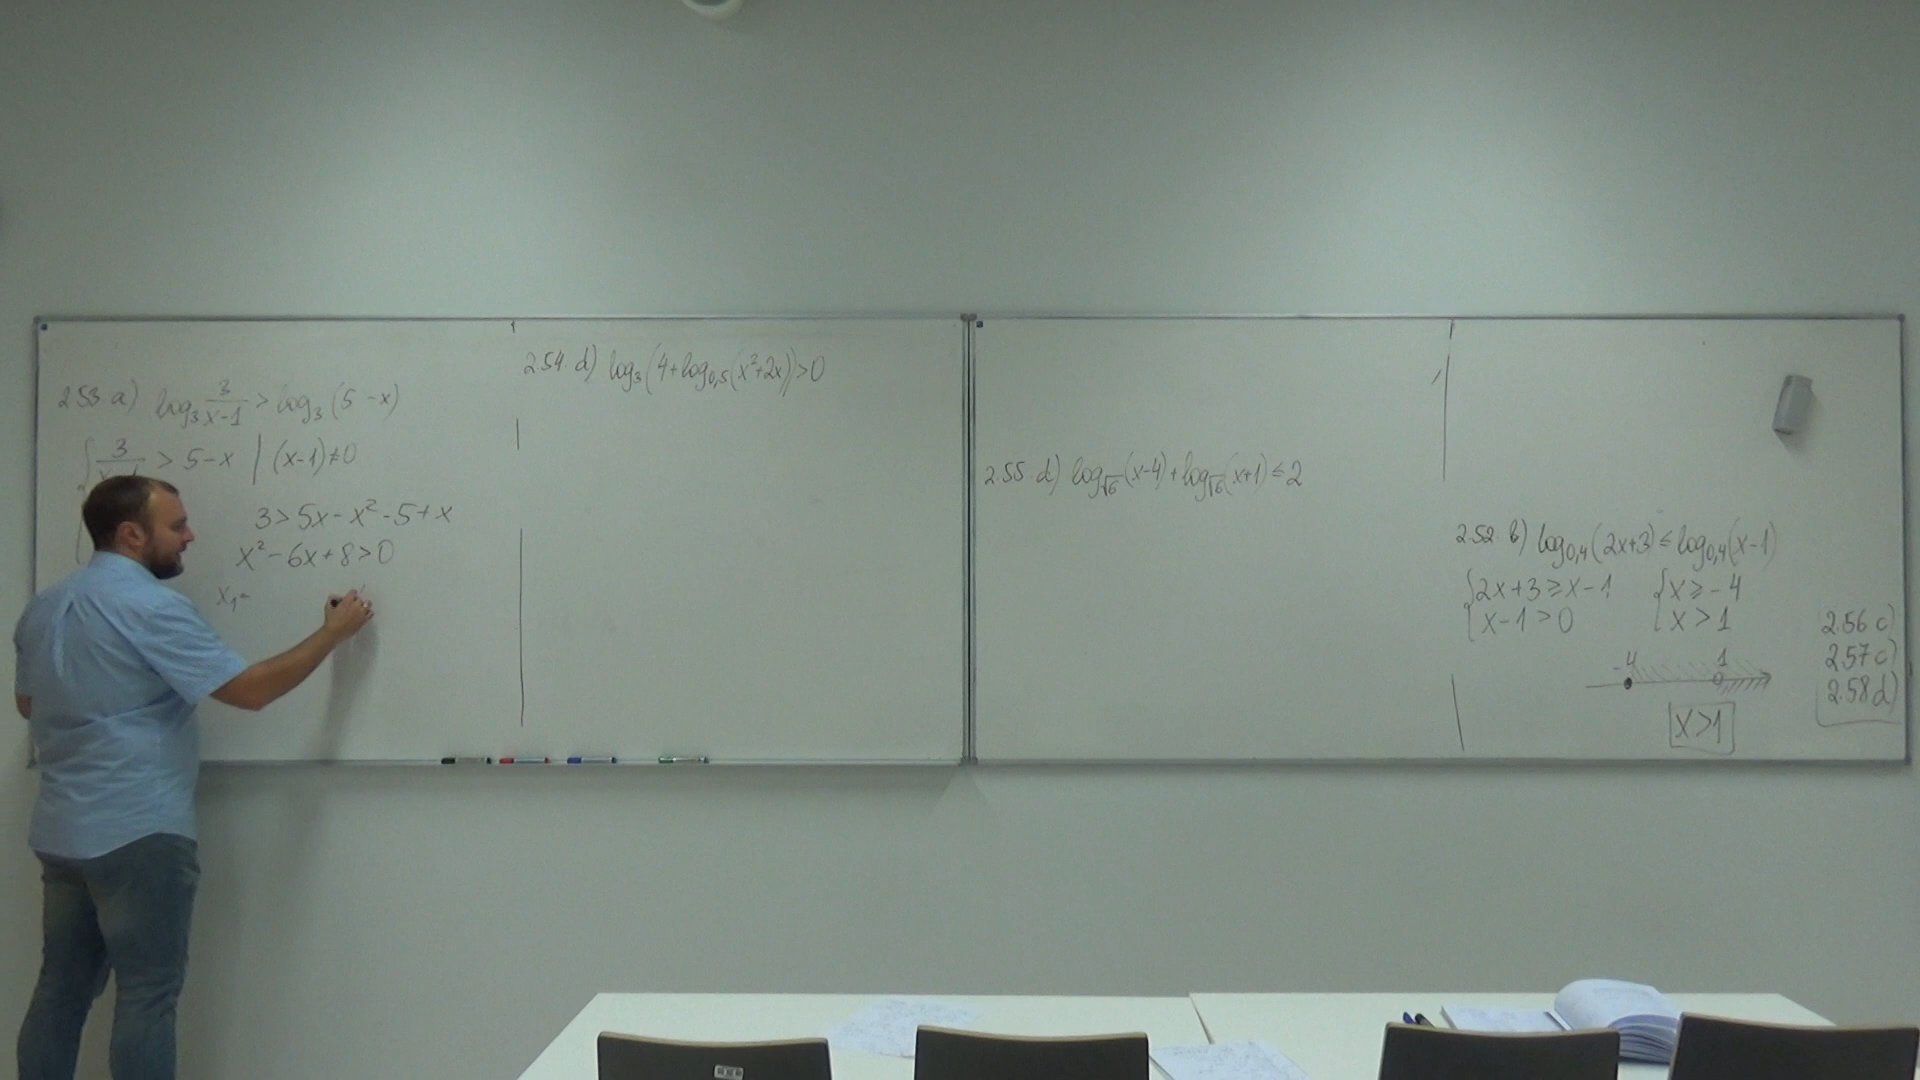 2.53 a) log₃ 3/(x-1) > log₃(5-x)
3/ > 5-x | (x-1)≠0
3>5x-x²-5+x
x²-6x+8>0
x₁=
2.54. d) log₃(4+log₀,₅(x²+2x))>0
2.55. d) log√6(x-4)+log√6(x+1)≤2
2.52. b) log₀,₄(2x+3)≤log₀,₄(x-1)
{2x+3≥x-1 {x≥-4
x-1>0 x>1
-4 1
x>1
2.56 c)
2.57 c)
2.58 d)